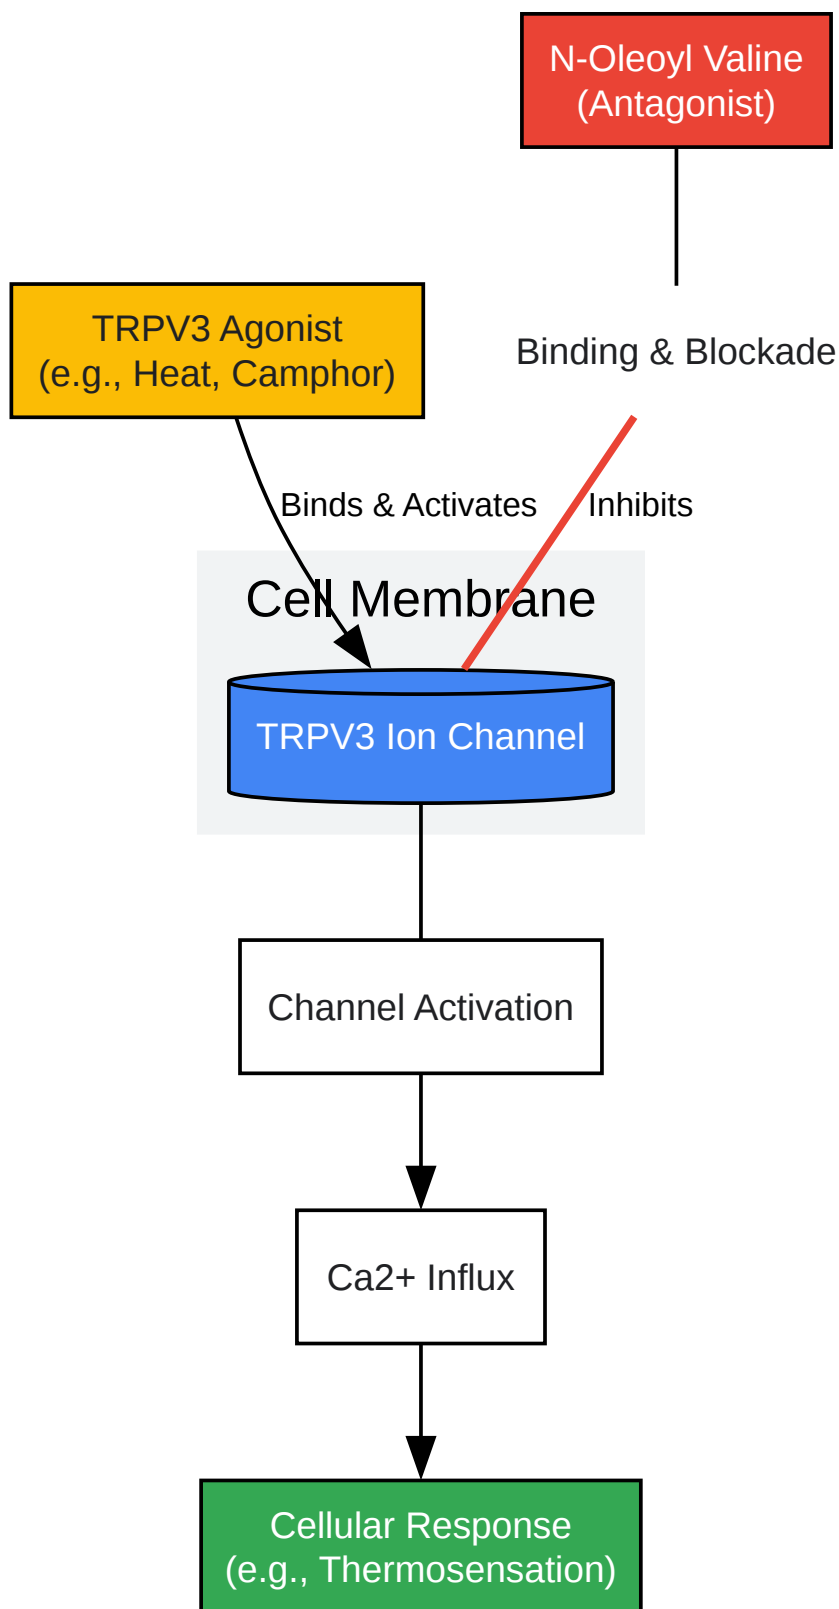 N-Oleoyl Valine
(Antagonist)
TRPV3 Agonist
(e.g., Heat, Camphor)
Binding & Blockade
Binds & Activates
Inhibits
Cell Membrane
TRPV3 Ion Channel
Channel Activation
Ca2+ Influx
Cellular Response
(e.g., Thermosensation)